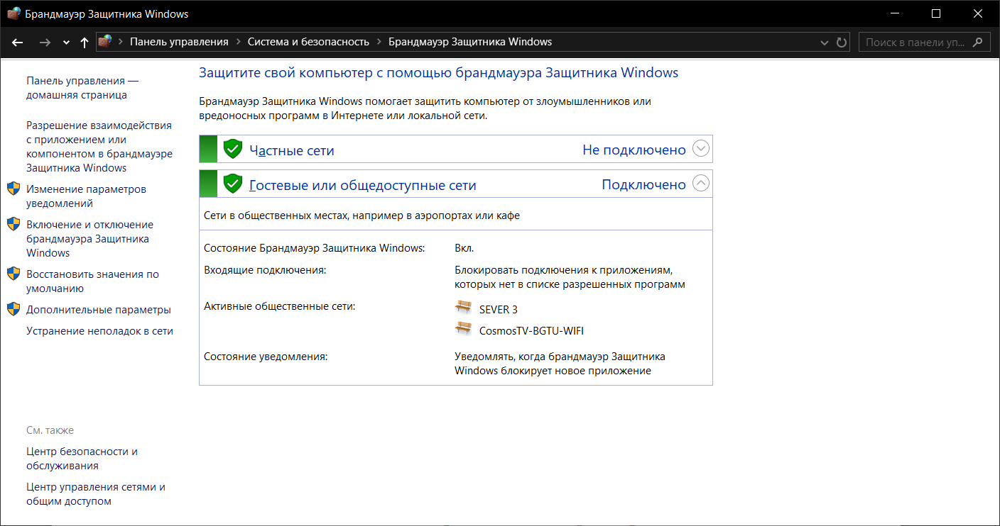 Брандмауэр Защитника Windows
Панель управления
Система и безопасность
Брандмауэр Защитника Windows
Поиск в панели уп...
Панель управления —
домашняя страница
Разрешение взаимодействия
с приложением или
компонентом в брандмауэре
Защитника Windows
Изменение параметров
уведомлений
Включение и отключение
брандмауэра Защитника
Windows
Восстановить значения по
умолчанию
Дополнительные параметры
Устранение неполадок в сети
См. также
Центр безопасности и
обслуживания
Центр управления сетями и
общим доступом
Защитите свой компьютер с помощью брандмауэра Защитника Windows
Брандмауэр Защитника Windows помогает защитить компьютер от злоумышленников или
вредоносных программ в Интернете или локальной сети.
Частные сети
Не подключено
Гостевые или общедоступные сети
Подключено
Сети в общественных местах, например в аэропортах или кафе
Состояние Брандмауэр Защитника Windows:
Вкл.
Входящие подключения:
Блокировать подключения к приложениям,
которых нет в списке разрешенных программ
Активные общественные сети:
SEVER 3
CosmosTV-BGTU-WIFI
Состояние уведомления:
Уведомлять, когда брандмауэр Защитника
Windows блокирует новое приложение